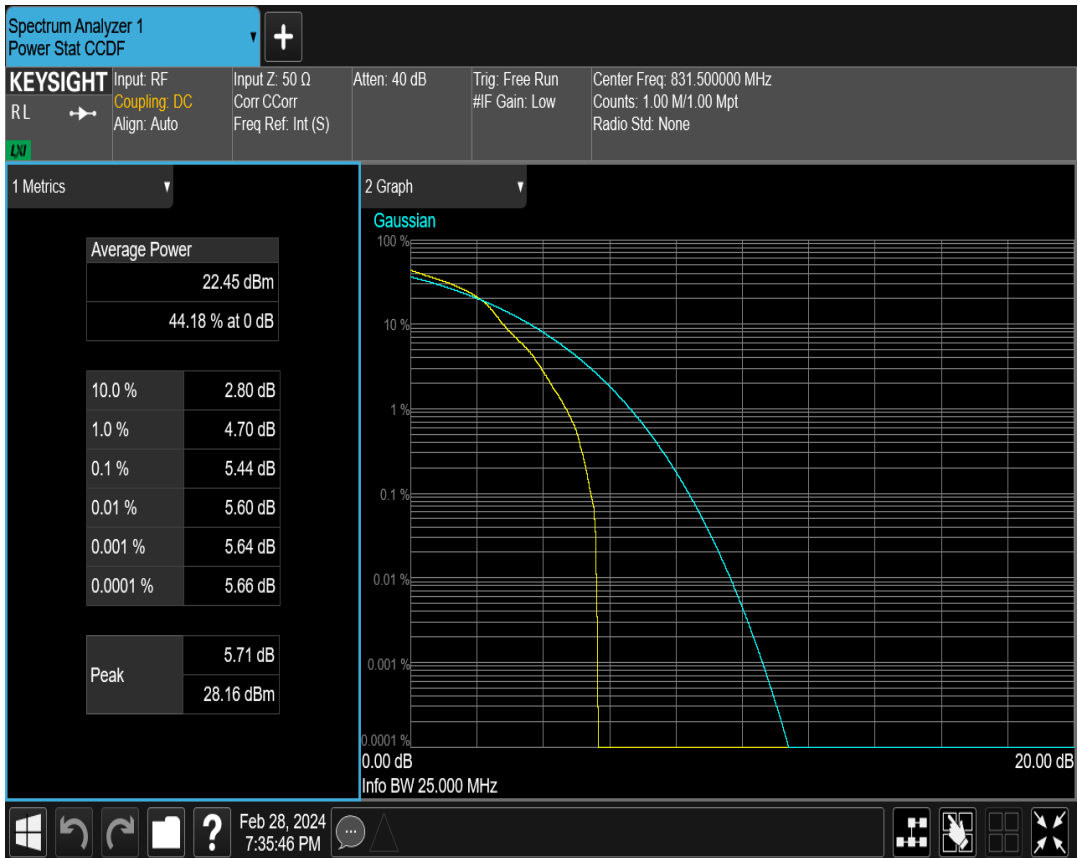 Spectrum Analyzer 1
Power Stat CCDF
+
KEYSIGHT
RL
LXI
Input: RF
Coupling: DC
Align: Auto
Input Z: 50 Ω
Corr CCorr
Freq Ref: Int (S)
Atten: 40 dB
Trig: Free Run
#IF Gain: Low
Center Freq: 831.500000 MHz
Counts: 1.00 M/1.00 Mpt
Radio Std: None
1 Metrics
Average Power
22.45 dBm
44.18 % at 0 dB
10.0 % 2.80 dB
1.0 % 4.70 dB
0.1 % 5.44 dB
0.01 % 5.60 dB
0.001 % 5.64 dB
0.0001 % 5.66 dB
Peak
5.71 dB
28.16 dBm
2 Graph
Gaussian
100 %
10 %
1 %
0.1 %
0.01 %
0.001 %
0.0001 %
0.00 dB 20.00 dB
Info BW 25.000 MHz
?
Feb 28, 2024
7:35:46 PM